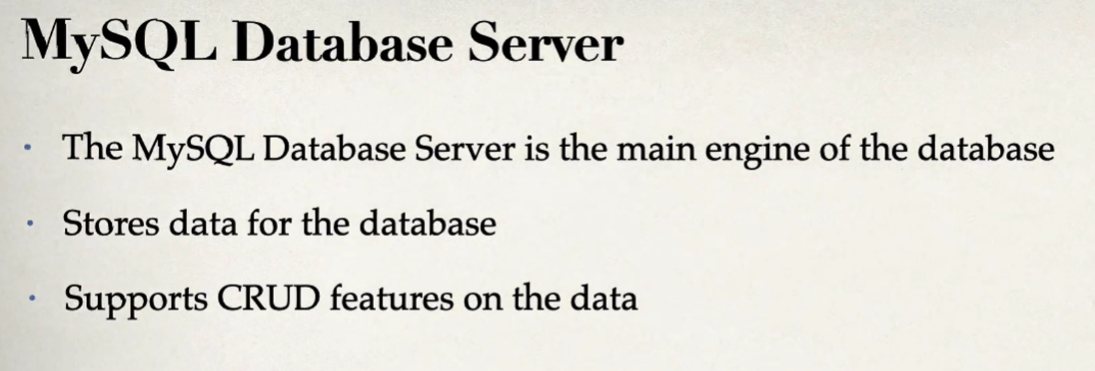 MySQL Database Server
• The MySQL Database Server is the main engine of the database
• Stores data for the database
• Supports CRUD features on the data